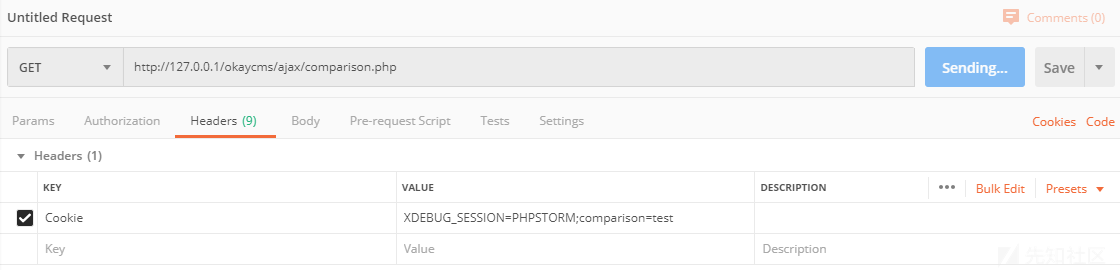 Untitled Request
Comments (0)
GET http://127.0.0.1/okaycms/ajax/comparison.php Sending... Save
Params Authorization Headers (9) Body Pre-request Script Tests Settings Cookies Code
Headers (1)
KEY VALUE DESCRIPTION ••• Bulk Edit Presets
Cookie XDEBUG_SESSION=PHPSTORM;comparison=test
Key Value Description
先知社区